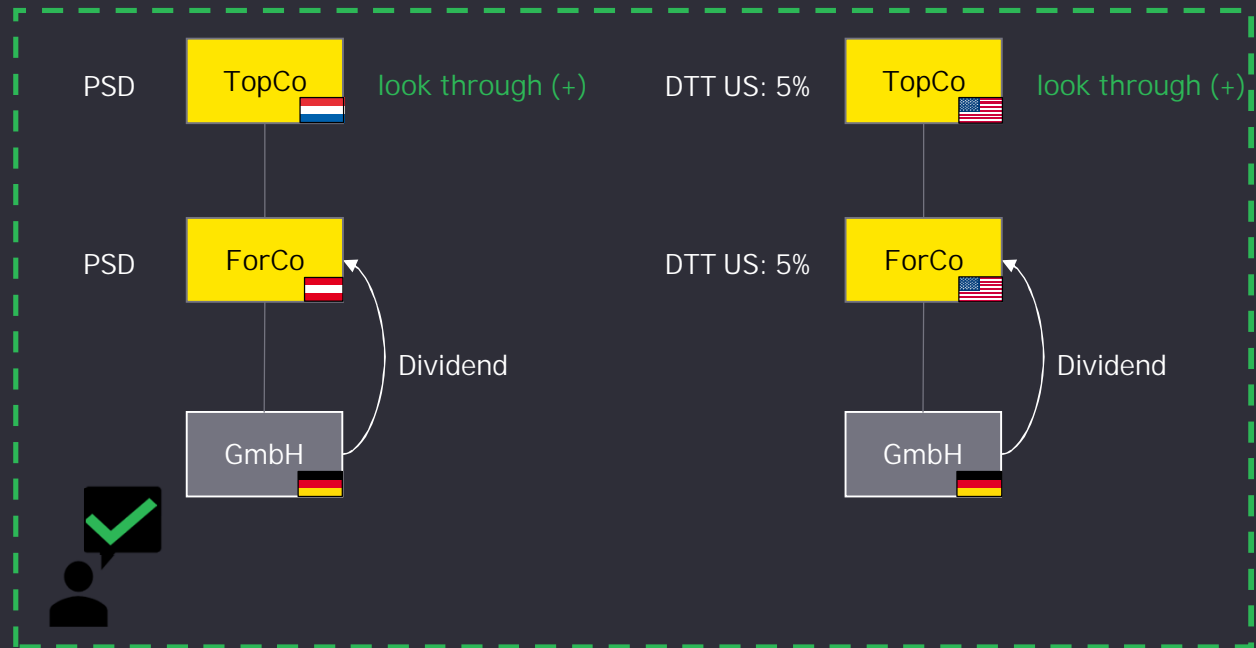 PSD
TopCo
look through (+)
PSD
ForCo
Dividend
GmbH
DTT US: 5%
TopCo
look through (+)
DTT US: 5%
ForCo
Dividend
GmbH